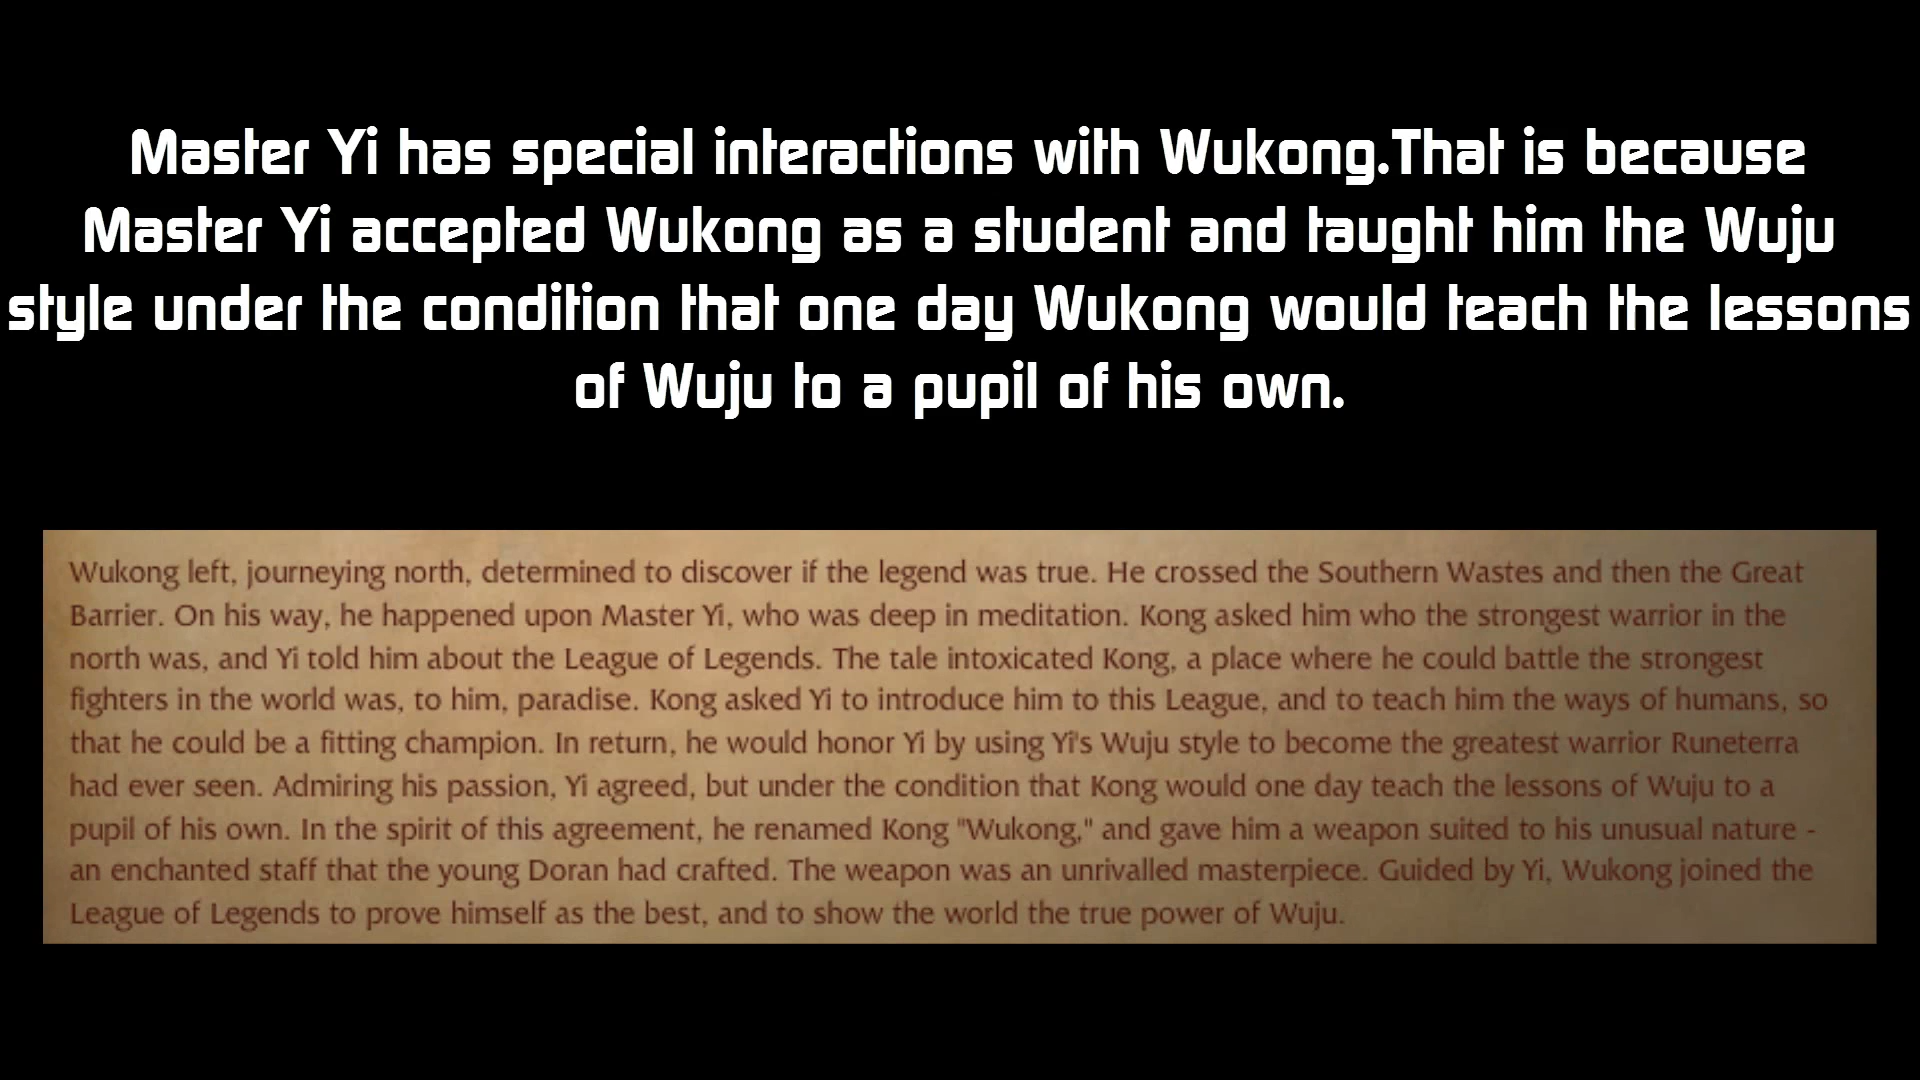 Master Yi has special interactions with Wukong.That is because
Master Yi accepted Wukong as a student and taught him the Wuju
style under the condition that one day Wukong would teach the lessons
of Wuju to a pupil of his own.
Wukong left, journeying north, determined to discover if the legend was true. He crossed the Southern Wastes and then the Great
Barrier. On his way, he happened upon Master Yi, who was deep in meditation. Kong asked him who the strongest warrior in the
north was, and Yi told him about the League of Legends. The tale intoxicated Kong, a place where he could battle the strongest
fighters in the world was, to him, paradise. Kong asked Yi to introduce him to this League, and to teach him the ways of humans, so
that he could be a fitting champion. In return, he would honor Yi by using Yi's Wuju style to become the greatest warrior Runeterra
had ever seen. Admiring his passion, Yi agreed, but under the condition that Kong would one day teach the lessons of Wuju to a
pupil of his own. In the spirit of this agreement, he renamed Kong "Wukong," and gave him a weapon suited to his unusual nature -
an enchanted staff that the young Doran had crafted. The weapon was an unrivalled masterpiece. Guided by Yi, Wukong joined the
League of Legends to prove himself as the best, and to show the world the true power of Wuju.